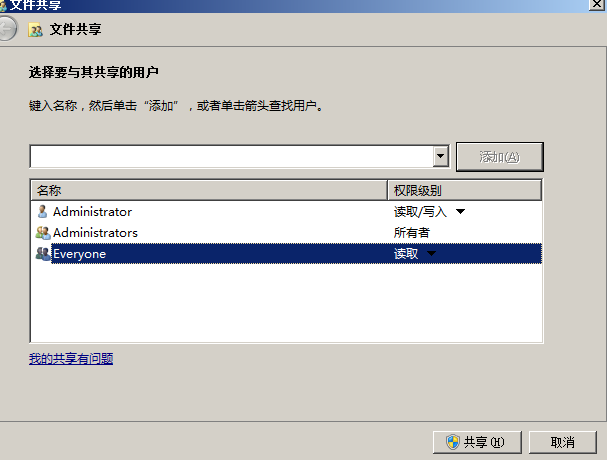 文件共享
文件共享
选择要与其共享的用户
键入名称，然后单击“添加”，或者单击箭头查找用户。
添加(A)
名称 权限级别
Administrator 读取/写入
Administrators 所有者
Everyone 读取
我的共享有问题
共享(H) 取消